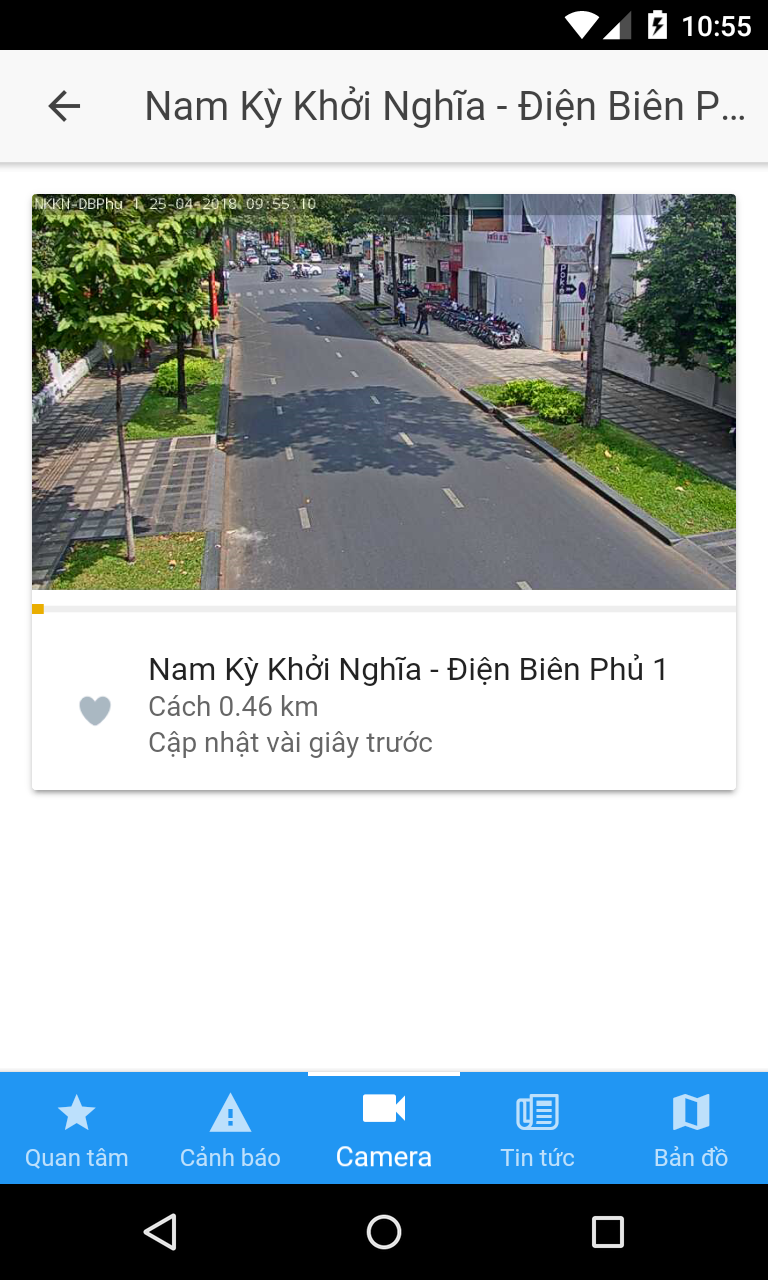 10:55
Nam Kỳ Khởi Nghĩa - Điện Biên P...
NKKN-DBPhu 1 25-04-2018 09:55:10
Nam Kỳ Khởi Nghĩa - Điện Biên Phủ 1
Cách 0.46 km
Cập nhật vài giây trước
Quan tâm
Cảnh báo
Camera
Tin tức
Bản đồ